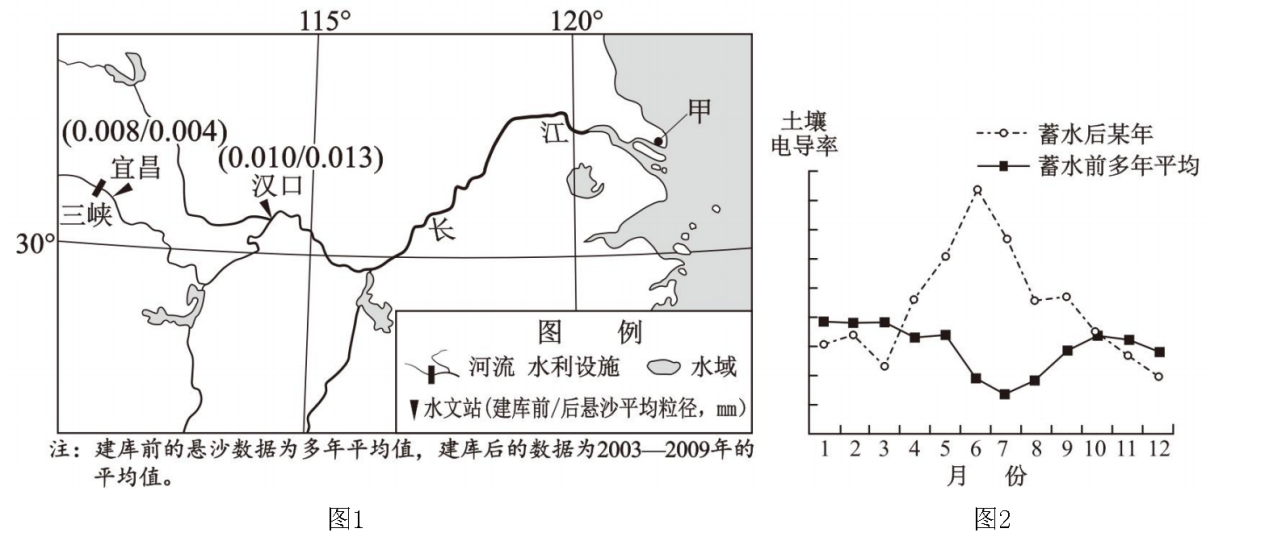 115°
120°
甲
江
(0.008/0.004)
(0.010/0.013)
宜昌
汉口
三峡
长
30°
图 例
河流 水利设施 水域
水文站(建库前/后悬沙平均粒径，mm)
注：建库前的悬沙数据为多年平均值，建库后的数据为2003—2009年的
平均值。
图1
土壤
电导率
蓄水后某年
蓄水前多年平均
1 2 3 4 5 6 7 8 9 10 11 12
月 份
图2